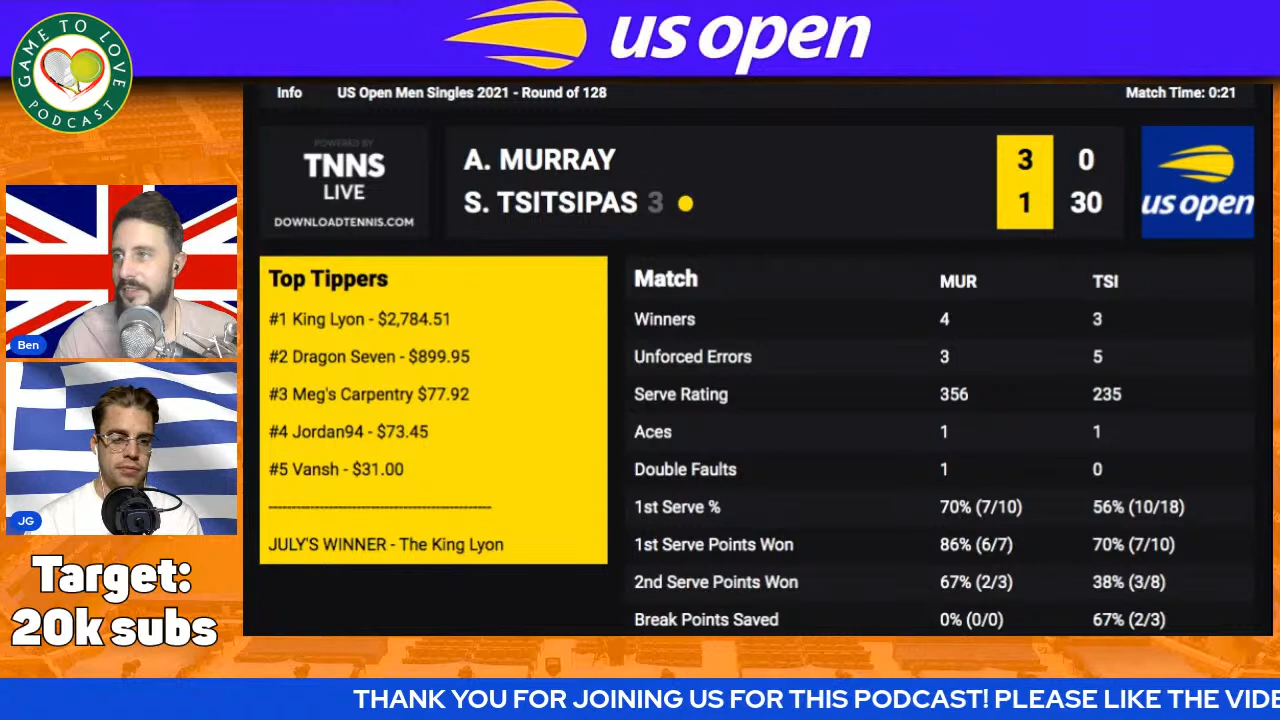 GAME TO LOVE
PODCAST
us open
Info US Open Men Singles 2021 - Round of 128 Match Time: 0:21
POWERED BY
TNNS
LIVE
DOWNLOADTENNIS.COM
A. MURRAY 3 0
S. TSITSIPAS 3 1 30
us open
Top Tippers
#1 King Lyon - $2,784.51
#2 Dragon Seven - $899.95
#3 Meg's Carpentry $77.92
#4 Jordan94 - $73.45
#5 Vansh - $31.00
------------------------------------------------
JULY'S WINNER - The King Lyon
Match MUR TSI
Winners 4 3
Unforced Errors 3 5
Serve Rating 356 235
Aces 1 1
Double Faults 1 0
1st Serve % 70% (7/10) 56% (10/18)
1st Serve Points Won 86% (6/7) 70% (7/10)
2nd Serve Points Won 67% (2/3) 38% (3/8)
Break Points Saved 0% (0/0) 67% (2/3)
Ben
JG
Target:
20k subs
THANK YOU FOR JOINING US FOR THIS PODCAST! PLEASE LIKE THE VIDE